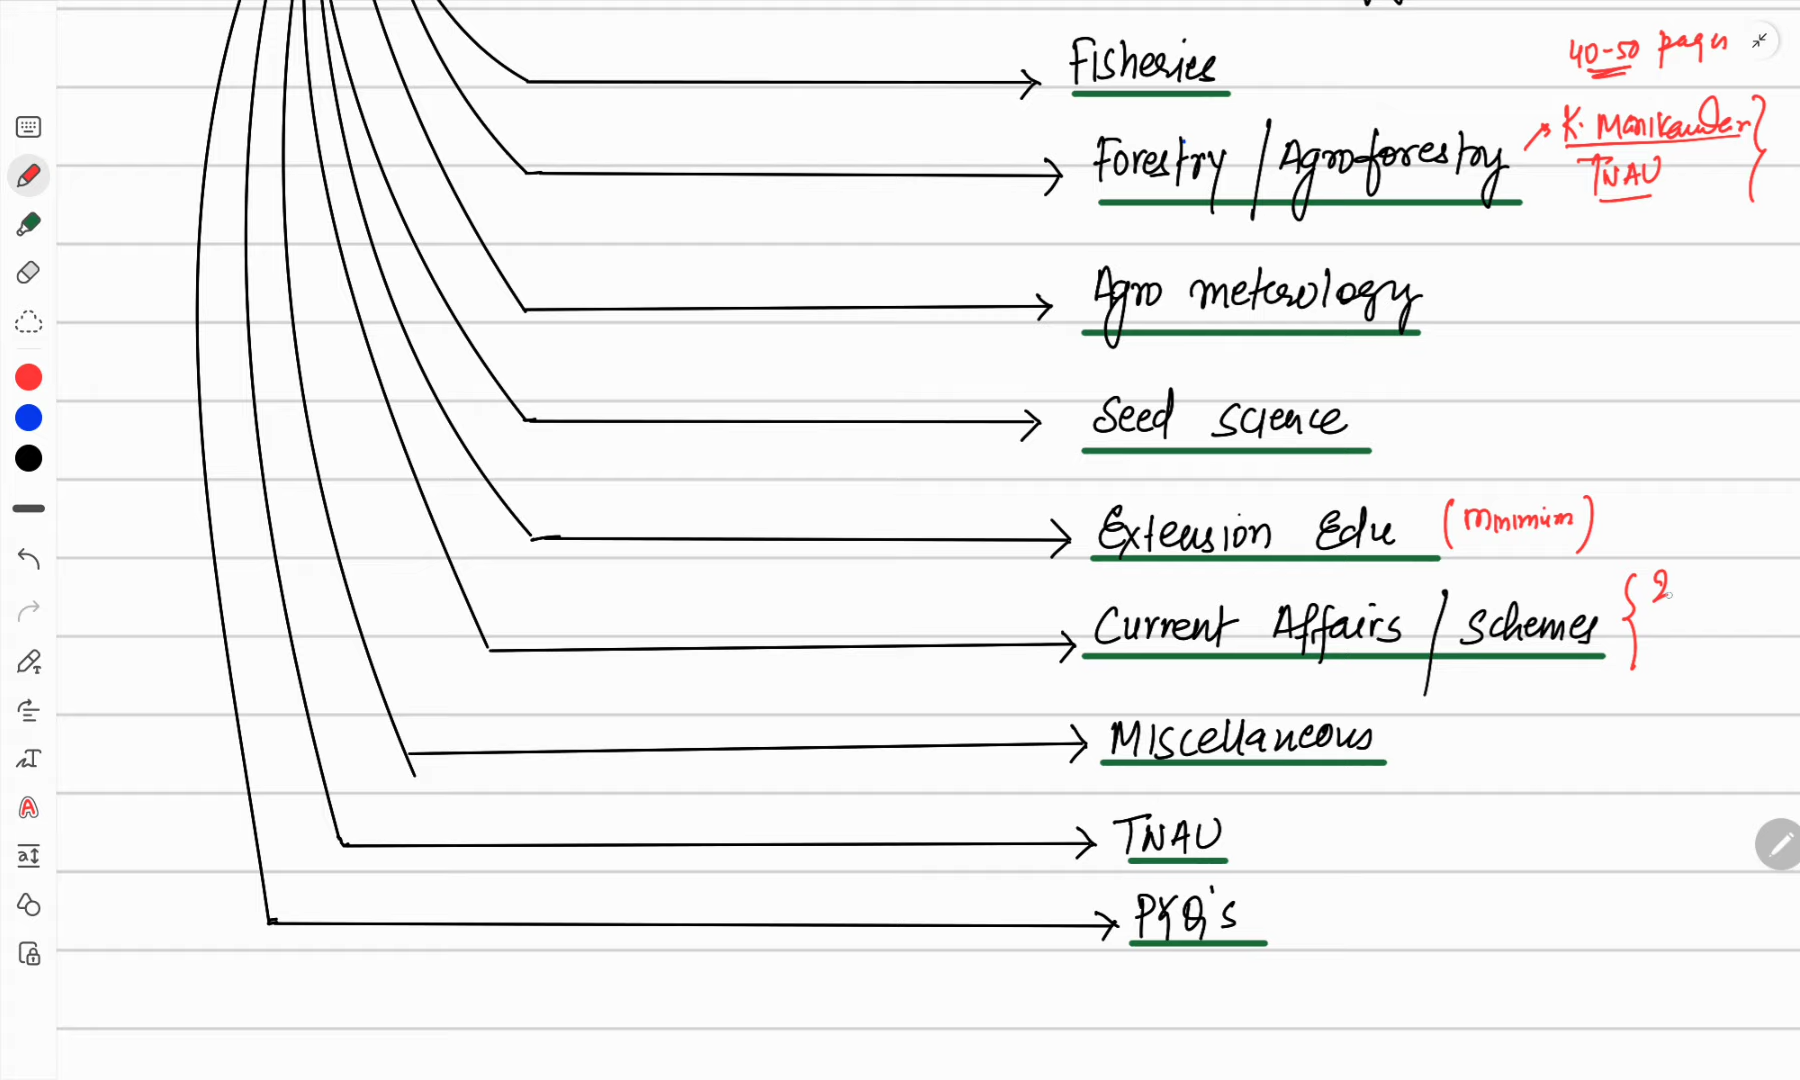 Fisheries
40-50 pages
Forestry / Agroforestry
K. Manikandan
TNAU
Agro meterology
Seed science
Extension Edu (Minimum)
Current Affairs / schemes { 2
Miscellaneous
TNAU
PYQ's